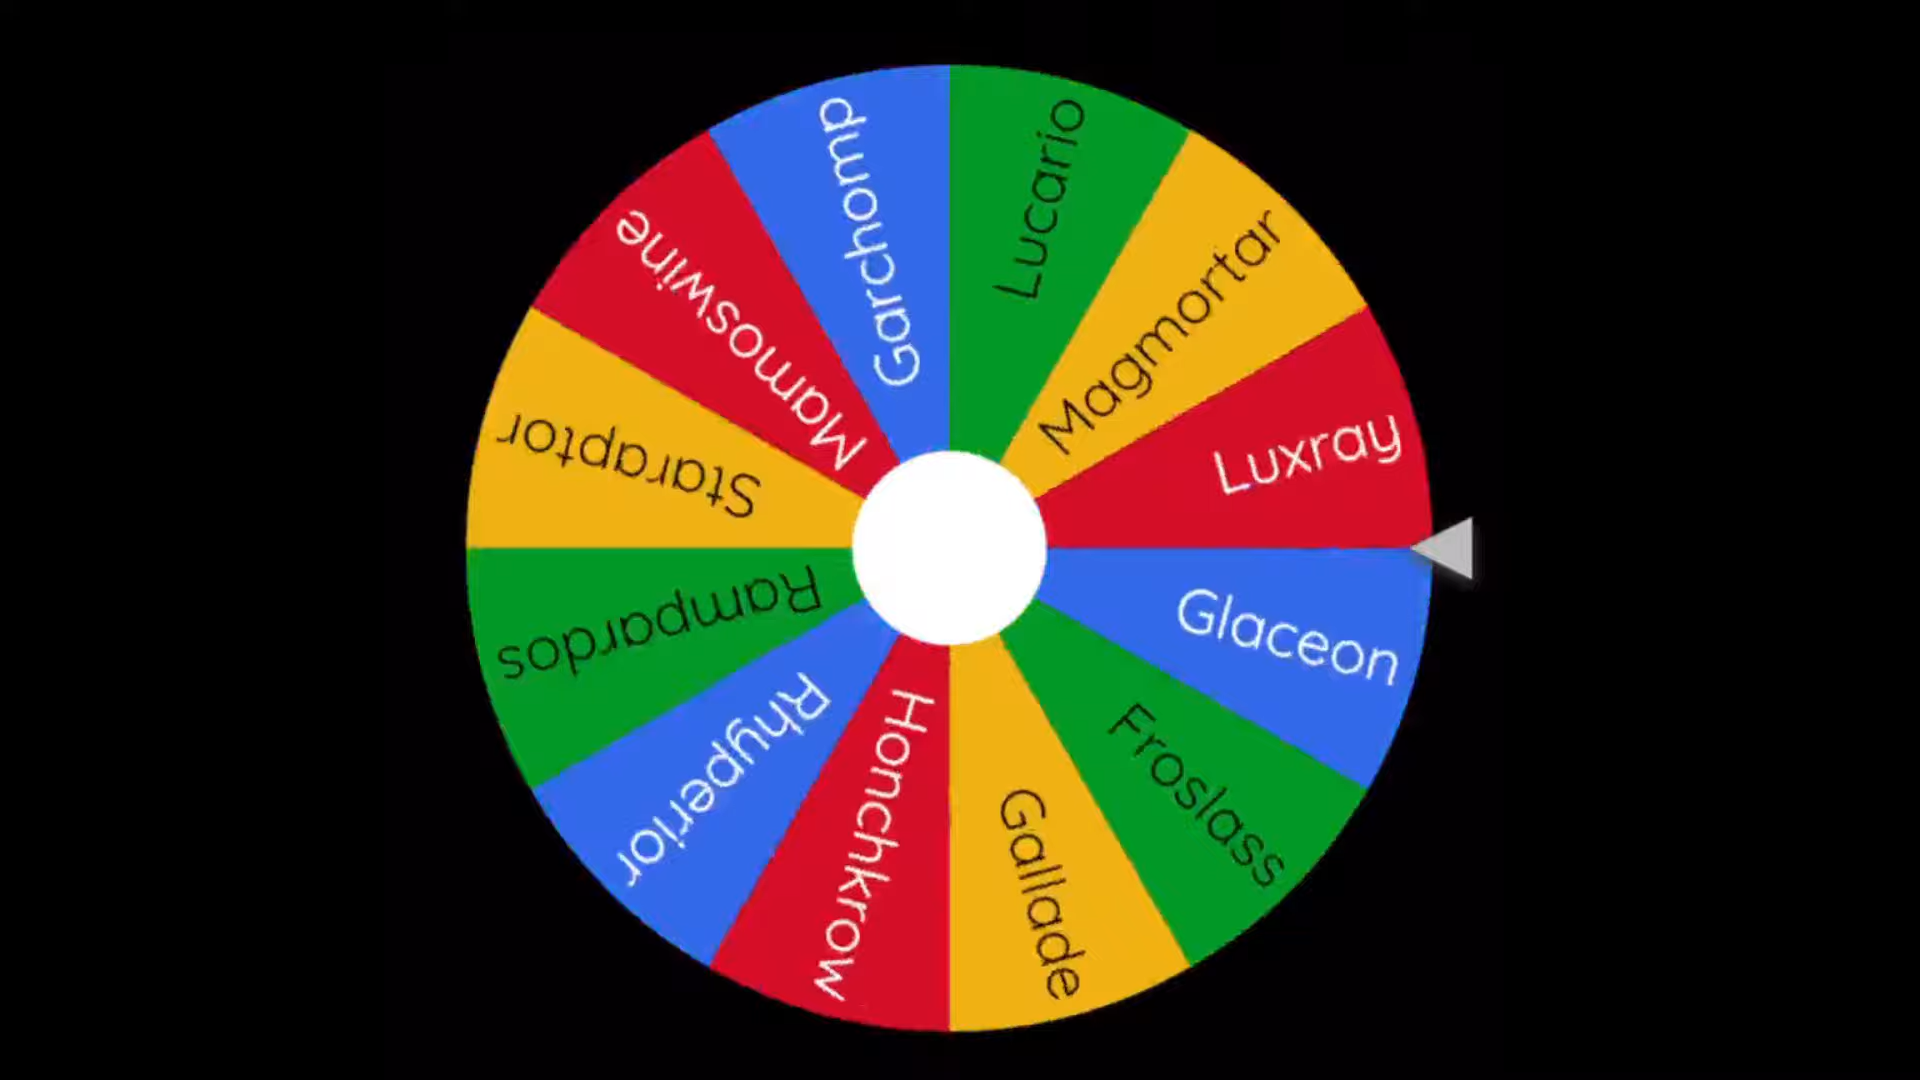 Lucario
Magmortar
Luxray
Glaceon
Froslass
Gallade
Honchkrow
Rhyperior
Rampardos
Staraptor
Mamoswine
Garchomp